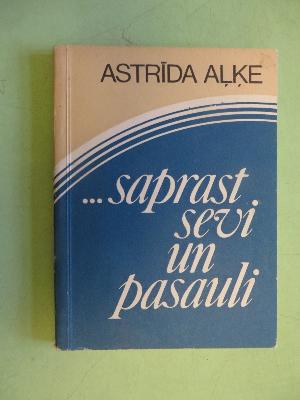 ASTRĪDA AĻĶE
...saprast
sevi
un
pasauli